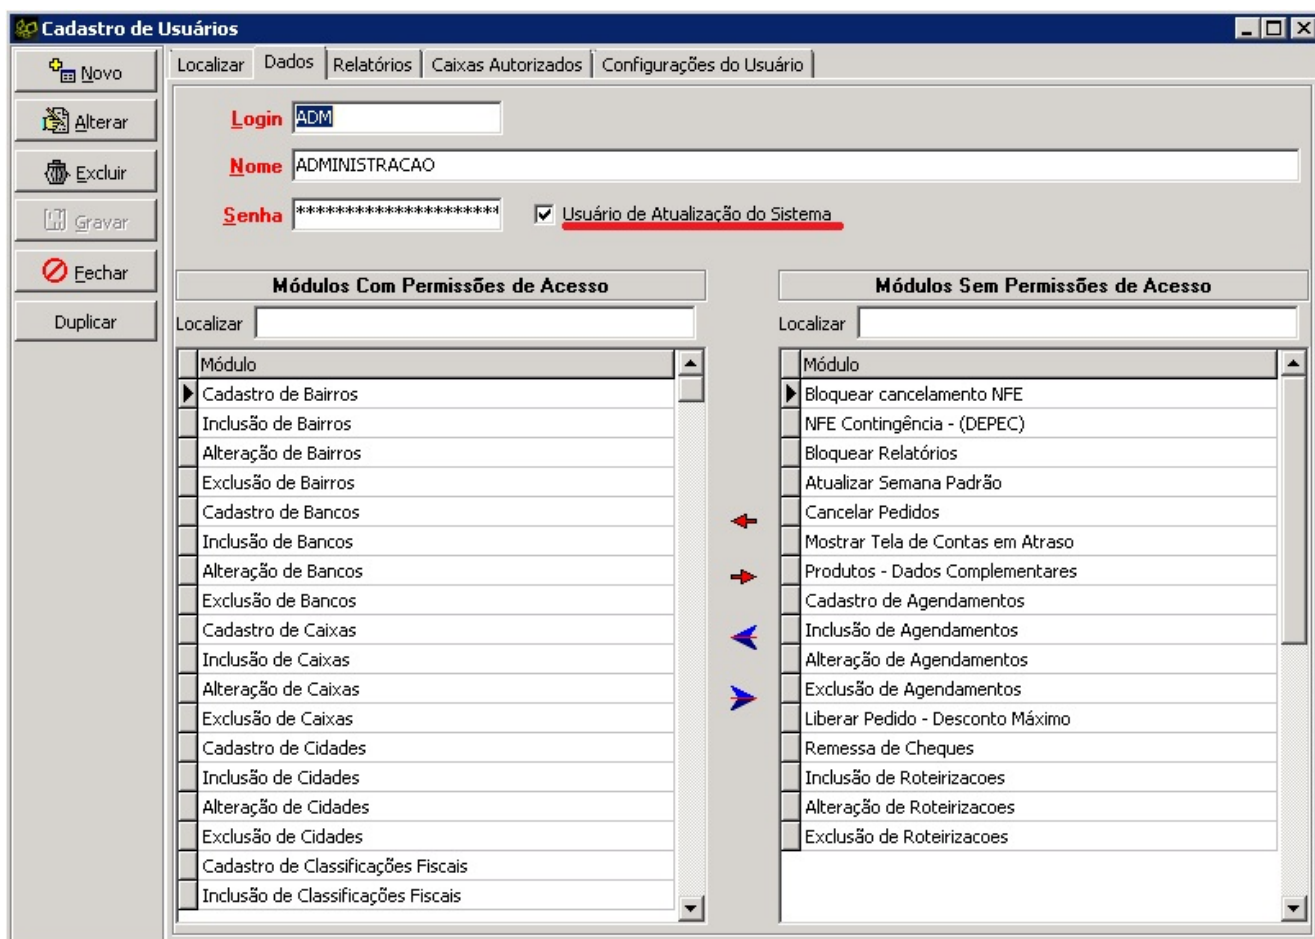 Cadastro de Usuários
Novo
Alterar
Excluir
Gravar
Fechar
Duplicar
Localizar Dados Relatórios Caixas Autorizados Configurações do Usuário
Login ADM
Nome ADMINISTRACAO
Senha ********************* Usuário de Atualização do Sistema
Módulos Com Permissões de Acesso
Localizar
Módulo
Cadastro de Bairros
Inclusão de Bairros
Alteração de Bairros
Exclusão de Bairros
Cadastro de Bancos
Inclusão de Bancos
Alteração de Bancos
Exclusão de Bancos
Cadastro de Caixas
Inclusão de Caixas
Alteração de Caixas
Exclusão de Caixas
Cadastro de Cidades
Inclusão de Cidades
Alteração de Cidades
Exclusão de Cidades
Cadastro de Classificações Fiscais
Inclusão de Classificações Fiscais
Módulos Sem Permissões de Acesso
Localizar
Módulo
Bloquear cancelamento NFE
NFE Contingência - (DEPEC)
Bloquear Relatórios
Atualizar Semana Padrão
Cancelar Pedidos
Mostrar Tela de Contas em Atraso
Produtos - Dados Complementares
Cadastro de Agendamentos
Inclusão de Agendamentos
Alteração de Agendamentos
Exclusão de Agendamentos
Liberar Pedido - Desconto Máximo
Remessa de Cheques
Inclusão de Roteirizacoes
Alteração de Roteirizacoes
Exclusão de Roteirizacoes